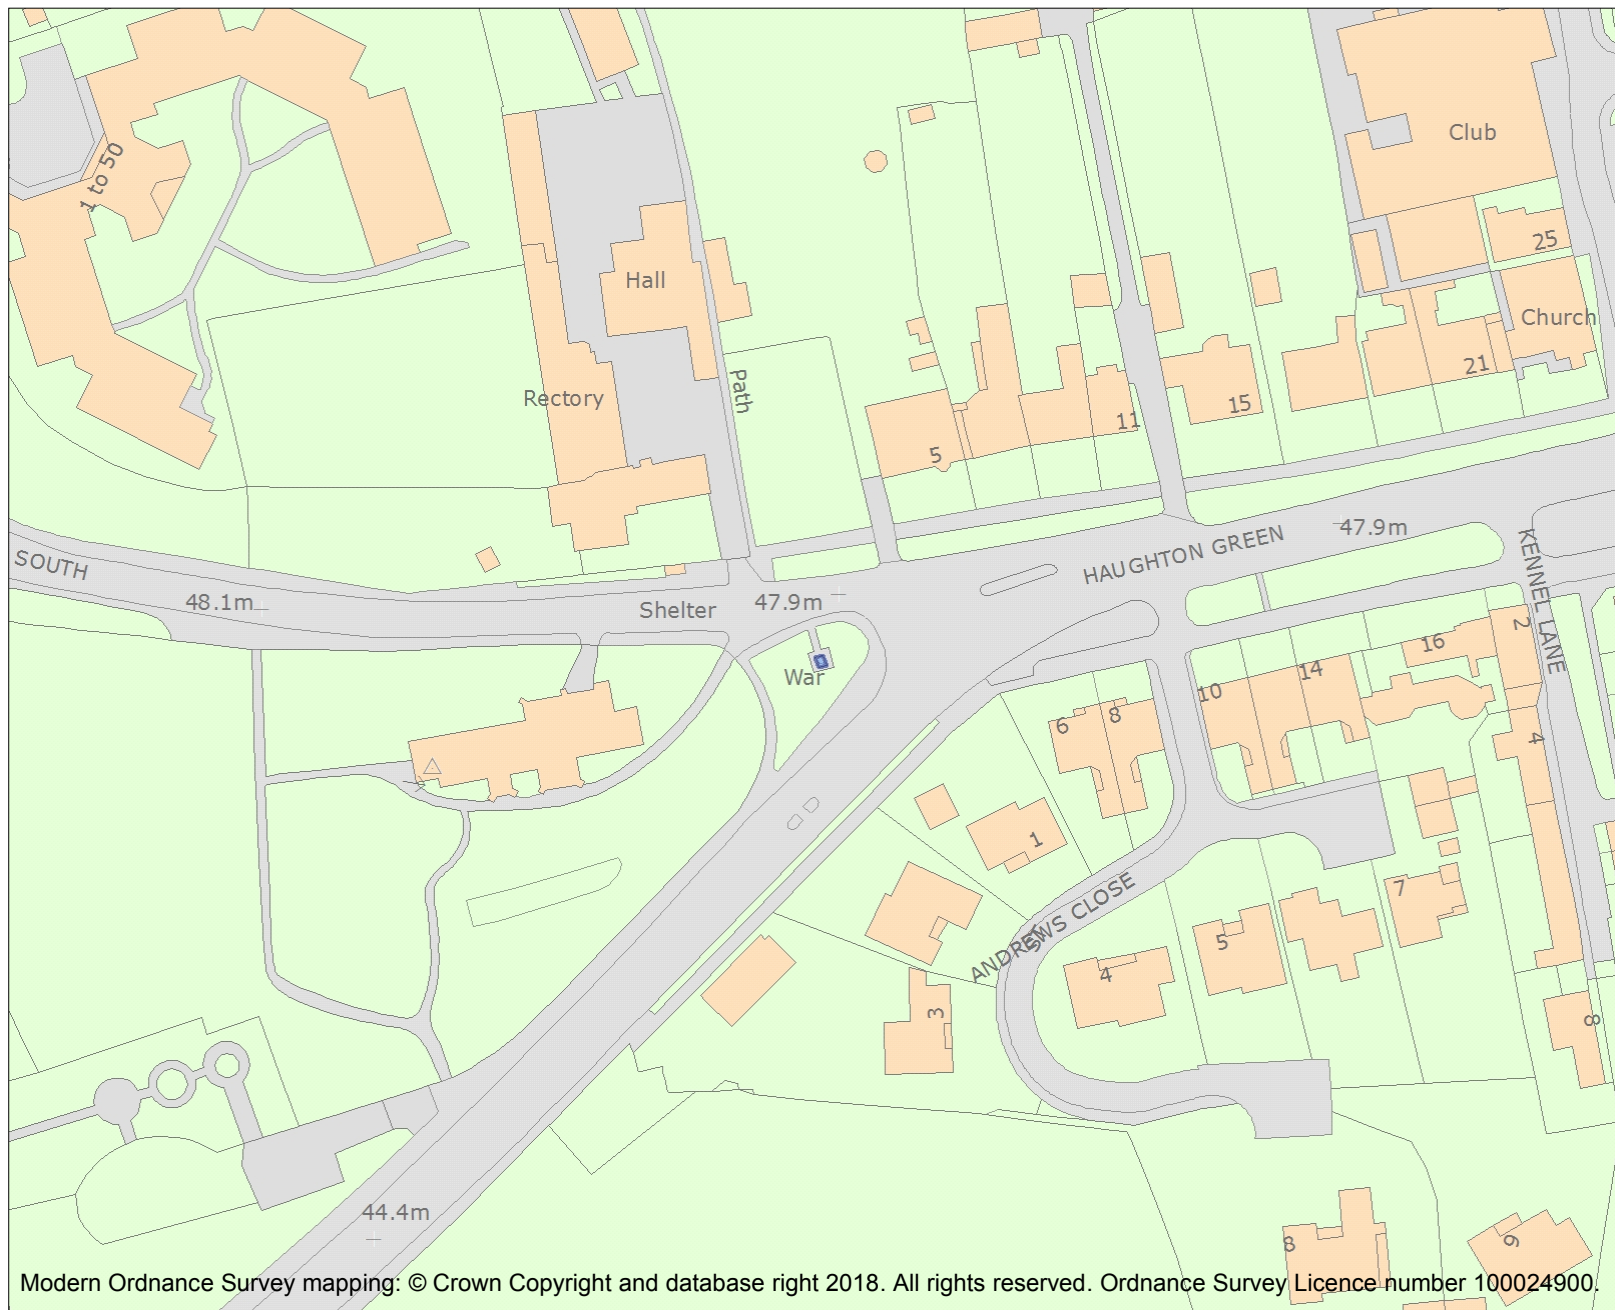 Club
1 to 50
25
Hall
Church
21
Path
Rectory
15
11
5
47.9m
HAUGHTON GREEN
KENNEL LANE
SOUTH
48.1m
Shelter
47.9m
2
16
War
14
10
8
6
4
1
7
ANDREWS CLOSE
5
4
3
8
44.4m
8
9
Modern Ordnance Survey mapping: © Crown Copyright and database right 2018. All rights reserved. Ordnance Survey Licence number 100024900.